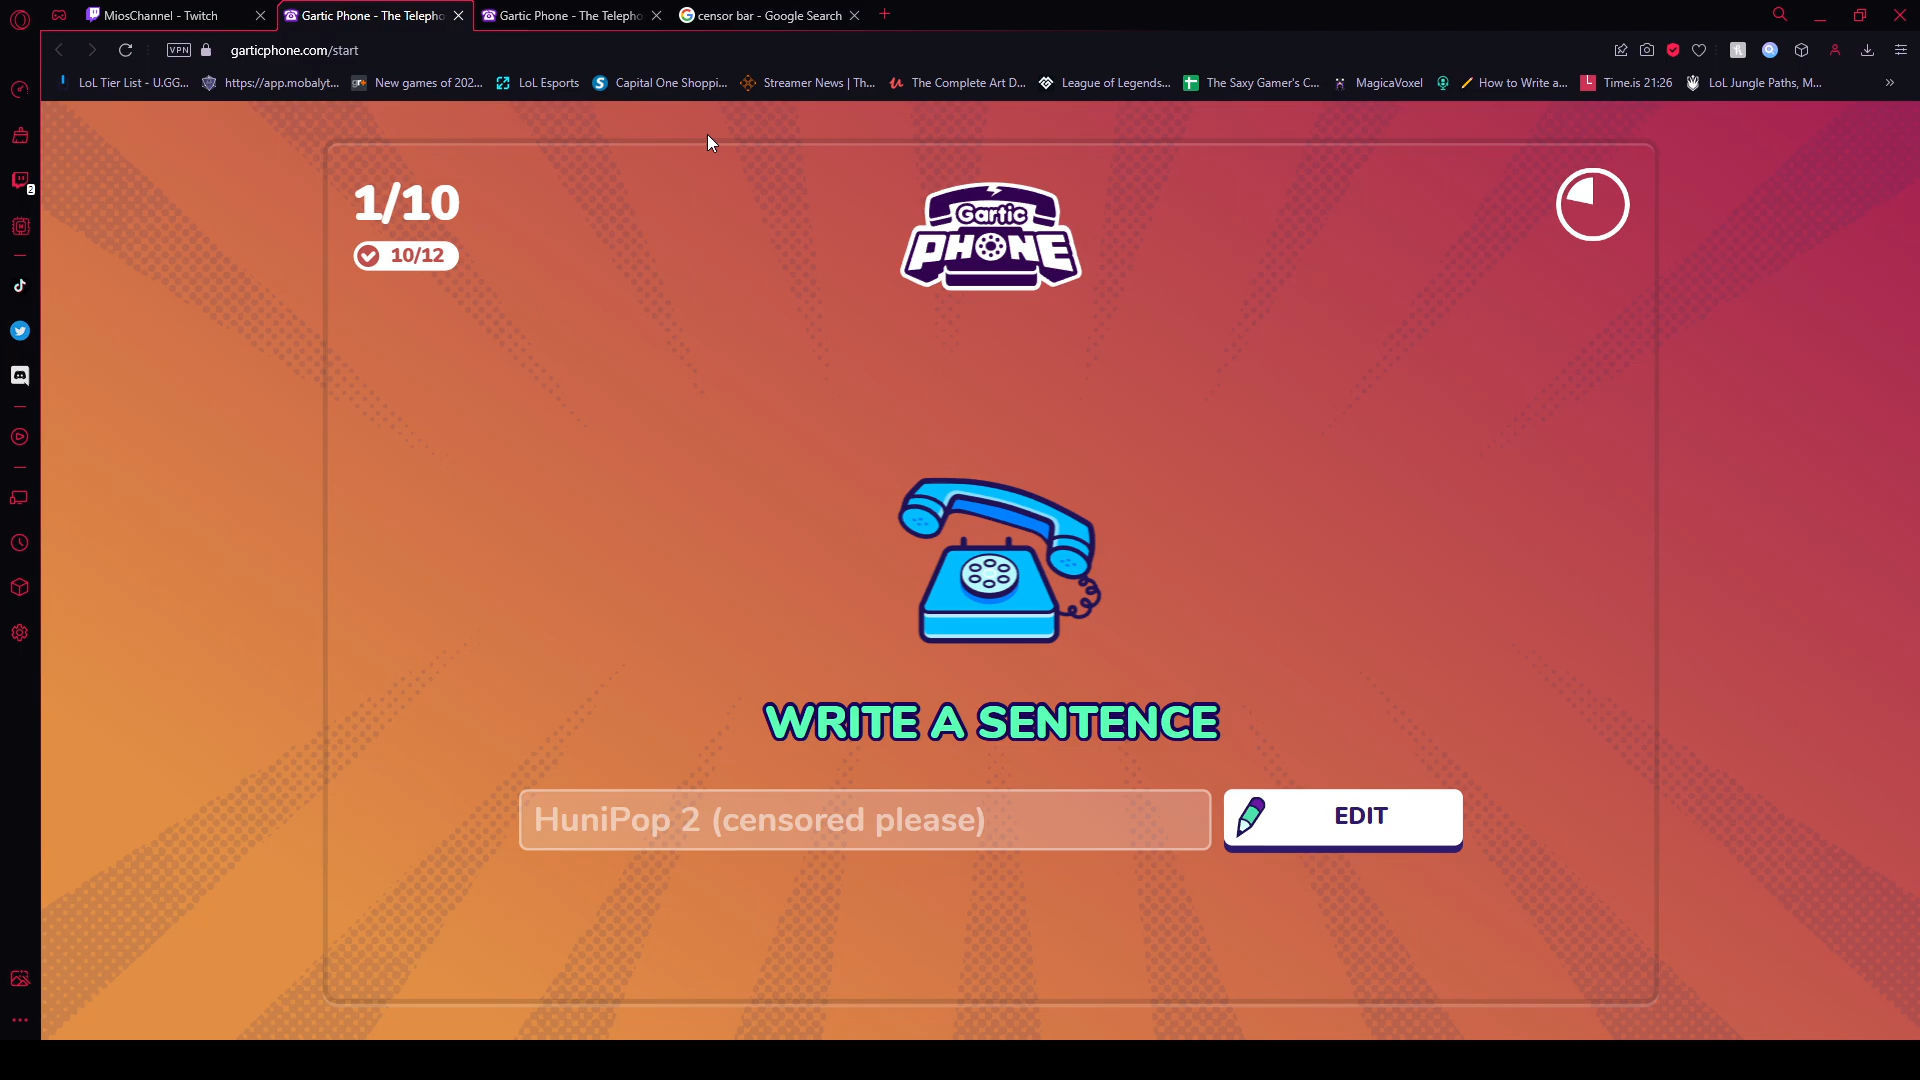 MiosChannel - Twitch
Gartic Phone - The Telepho
Gartic Phone - The Telepho
censor bar - Google Search
VPN
garticphone.com/start
LoL Tier List - U.GG...
https://app.mobalyt...
gr+
New games of 202...
LoL Esports
Capital One Shoppi...
Streamer News | Th...
The Complete Art D...
League of Legends...
The Saxy Gamer's C...
MagicaVoxel
How to Write a...
Time.is 21:26
LoL Jungle Paths, M...
2
1/10
10/12
Gartic
PHONE
WRITE A SENTENCE
HuniPop 2 (censored please)
EDIT